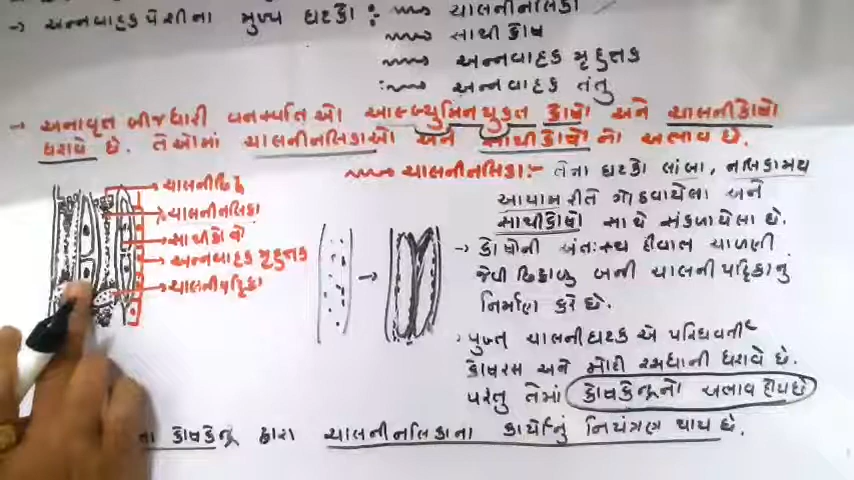 → અન્નવાહકપેશીના મુખ્ય ઘટકો : ચાલનીનલિકા
સાથી કોષ
અન્નવાહક મૃદુત્તક
અન્નવાહક તંતુ
→ અનાવૃત બીજધારી વનસ્પતિઓ આલ્બ્યુમિનયુક્ત કોષો અને ચાલનીકોષો
ધરાવે છે. તેઓમાં ચાલનીનલિકાઓ અને સાથીકોષો નો અભાવ છે.
ચાલનીનલિકા:- તેના ઘટકો લાંબા, નલિકામય
આયામ રીતે ગોઠવાયેલા અને
સાથીકોષો સાથે સંકળાયેલા છે.
→ કોષોની અંતઃસ્થ દીવાલ ચાળણી
જેવી છિદ્રાળુ બની ચાલની પટ્ટિકાનું
નિર્માણ કરે છે.
ચાલનીછિદ્ર
ચાલનીનલિકા
સાથીકોષો
અન્નવાહક મૃદુત્તક
ચાલનીપટ્ટિકા
પુખ્ત ચાલનીઘટક એ પરિઘવર્તી
કોષરસ અને મોટી રસધાની ધરાવે છે.
પરંતુ તેમાં કોષકેન્દ્રનો અભાવ હોય છે
ના કોષકેન્દ્ર દ્વારા ચાલનીનલિકાના કાર્યોનું નિયંત્રણ થાય છે.